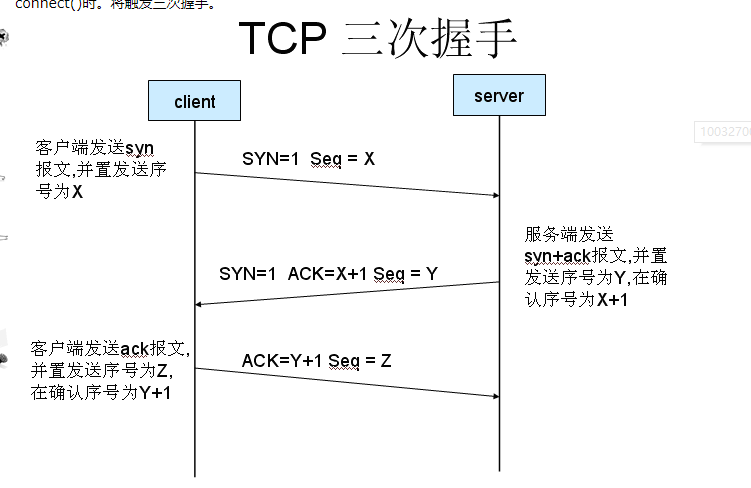 connect()时。将触发三次握手。
TCP 三次握手
client
server
客户端发送syn
报文,并置发送序
号为X
SYN=1 Seq = X
服务端发送
syn+ack报文,并置
发送序号为Y,在确
认序号为X+1
SYN=1 ACK=X+1 Seq = Y
客户端发送ack报文,
并置发送序号为Z,
在确认序号为Y+1
ACK=Y+1 Seq = Z